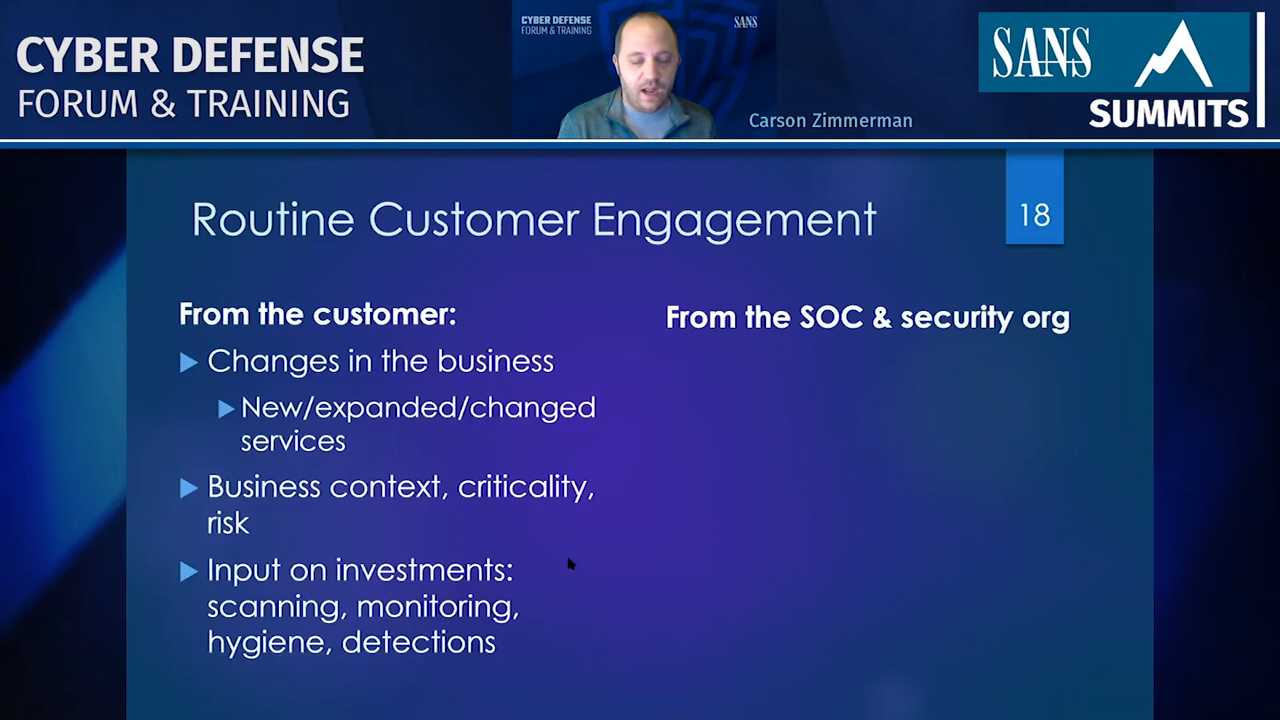 CYBER DEFENSE
FORUM & TRAINING
CYBER DEFENSE
FORUM & TRAINING
SANS
Carson Zimmerman
SANS
SUMMITS
Routine Customer Engagement
18
From the customer:
Changes in the business
New/expanded/changed
services
Business context, criticality,
risk
Input on investments:
scanning, monitoring,
hygiene, detections
From the SOC & security org